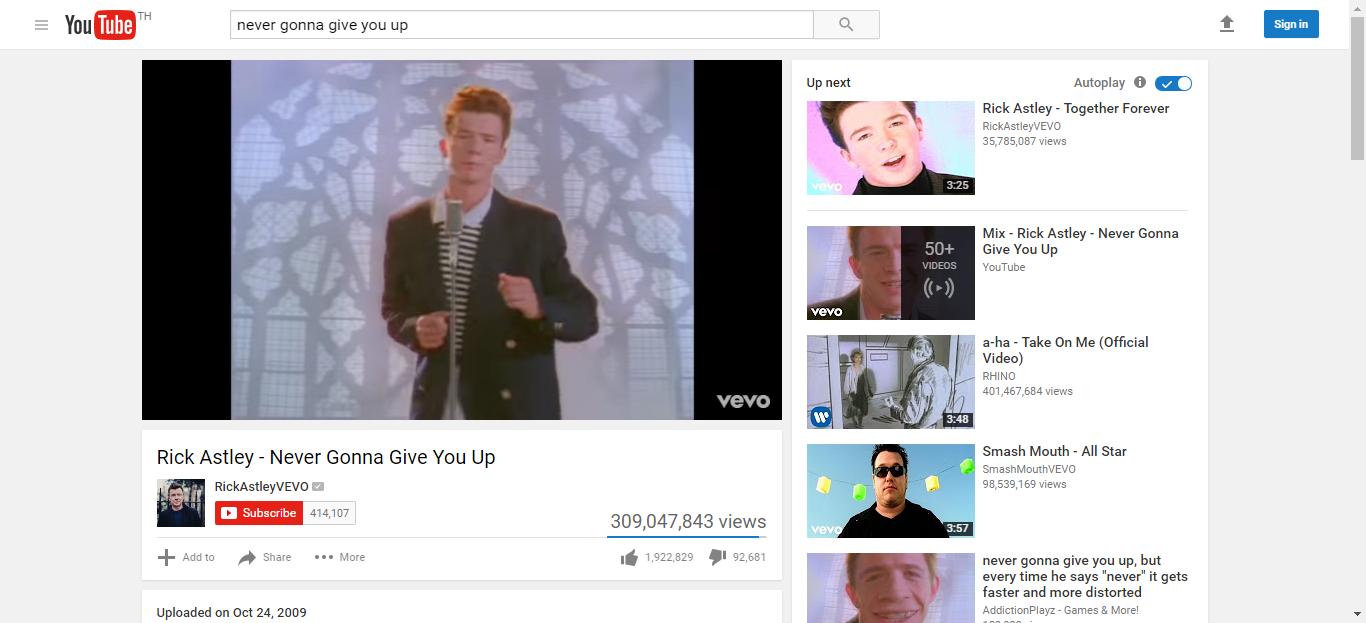 YouTube TH
never gonna give you up
Sign in
vevo
Rick Astley - Never Gonna Give You Up
RickAstleyVEVO
Subscribe 414,107
309,047,843 views
Add to Share More 1,922,829 92,681
Uploaded on Oct 24, 2009
Up next Autoplay
Rick Astley - Together Forever
RickAstleyVEVO
35,785,087 views
vevo 3:25
Mix - Rick Astley - Never Gonna
Give You Up
YouTube
50+
VIDEOS
vevo
a-ha - Take On Me (Official
Video)
RHINO
401,467,684 views
3:48
Smash Mouth - All Star
SmashMouthVEVO
98,539,169 views
vevo 3:57
never gonna give you up, but
every time he says "never" it gets
faster and more distorted
AddictionPlayz - Games & More!